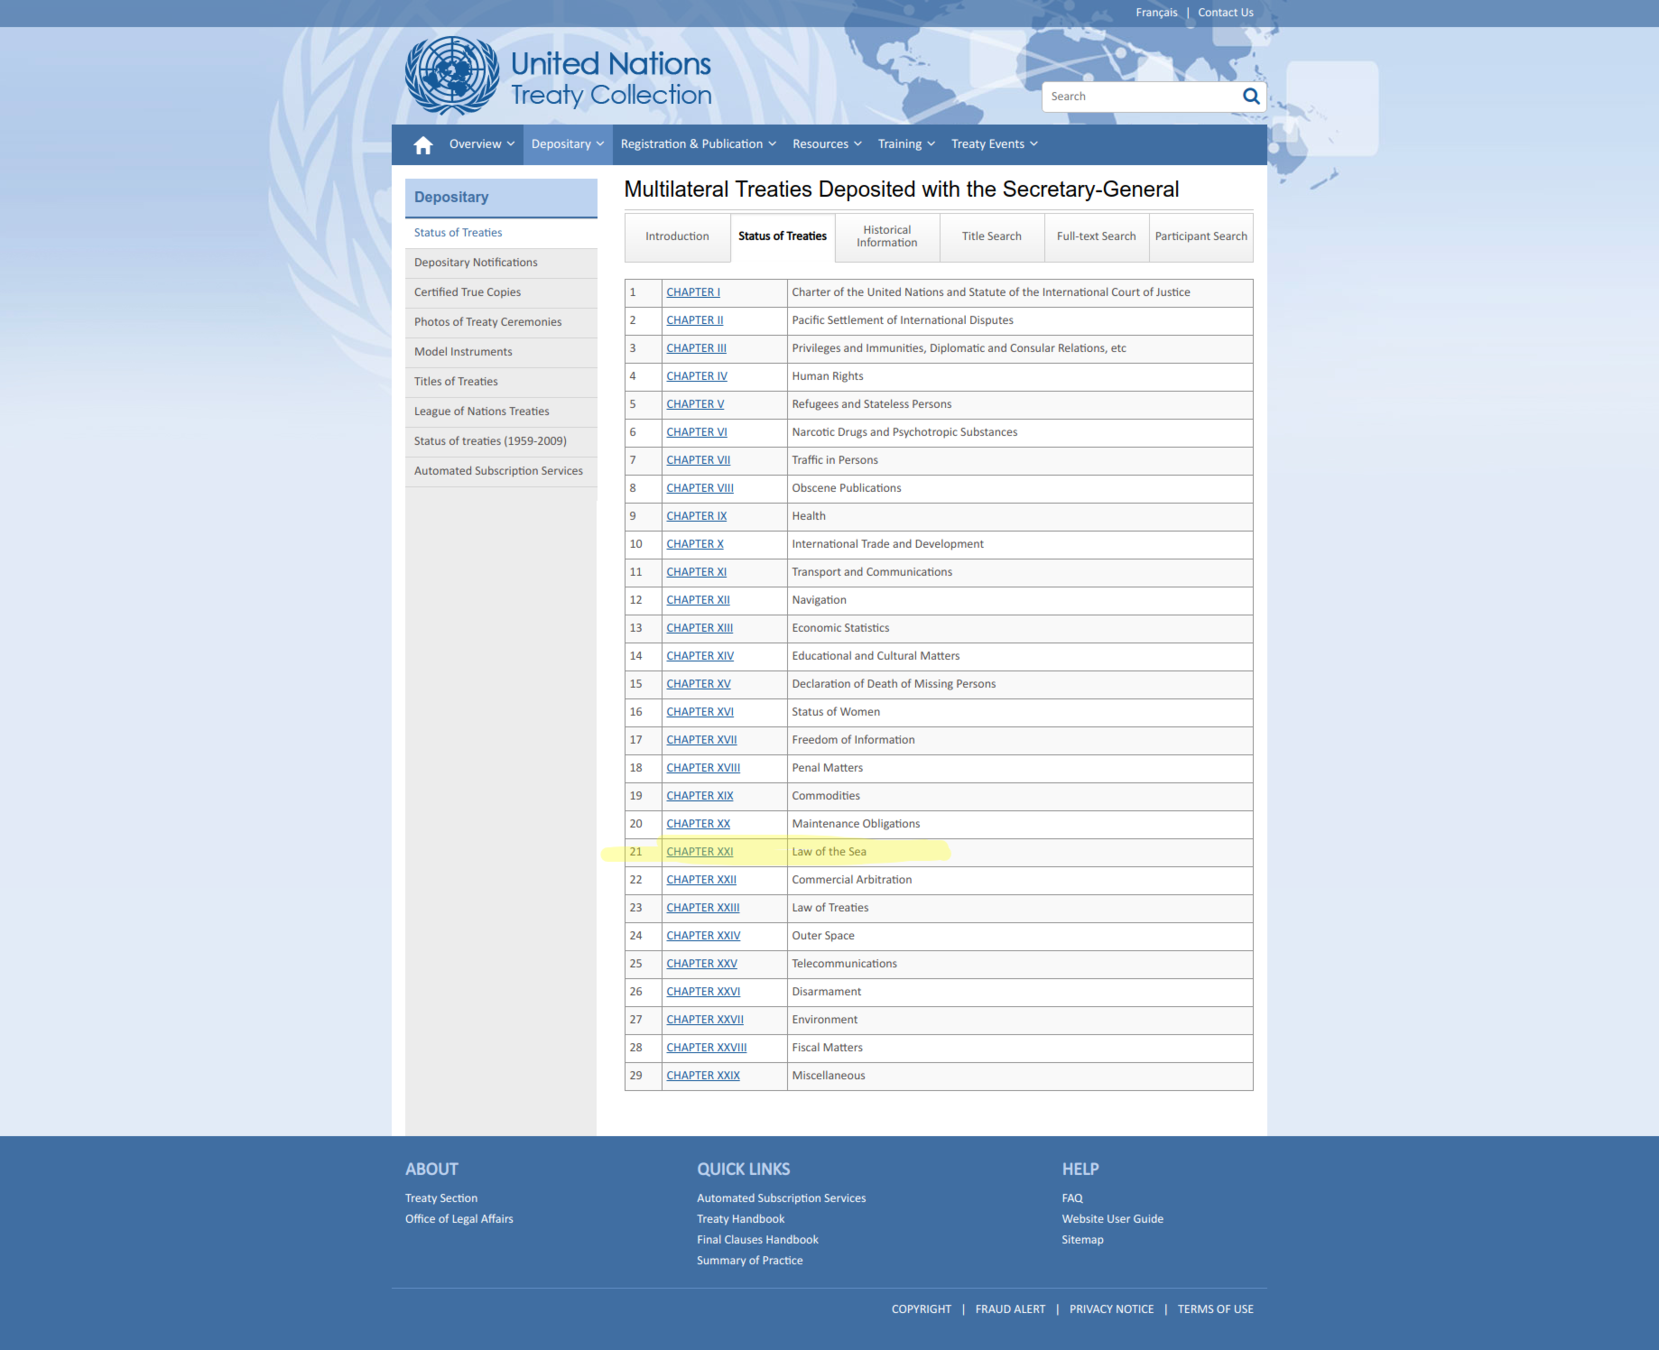 Français | Contact Us
United Nations
Treaty Collection
Search
Overview Depositary Registration & Publication Resources Training Treaty Events
Depositary
Status of Treaties
Depositary Notifications
Certified True Copies
Photos of Treaty Ceremonies
Model Instruments
Titles of Treaties
League of Nations Treaties
Status of treaties (1959-2009)
Automated Subscription Services
Multilateral Treaties Deposited with the Secretary-General
Introduction Status of Treaties Historical Information Title Search Full-text Search Participant Search
1 CHAPTER I Charter of the United Nations and Statute of the International Court of Justice
2 CHAPTER II Pacific Settlement of International Disputes
3 CHAPTER III Privileges and Immunities, Diplomatic and Consular Relations, etc
4 CHAPTER IV Human Rights
5 CHAPTER V Refugees and Stateless Persons
6 CHAPTER VI Narcotic Drugs and Psychotropic Substances
7 CHAPTER VII Traffic in Persons
8 CHAPTER VIII Obscene Publications
9 CHAPTER IX Health
10 CHAPTER X International Trade and Development
11 CHAPTER XI Transport and Communications
12 CHAPTER XII Navigation
13 CHAPTER XIII Economic Statistics
14 CHAPTER XIV Educational and Cultural Matters
15 CHAPTER XV Declaration of Death of Missing Persons
16 CHAPTER XVI Status of Women
17 CHAPTER XVII Freedom of Information
18 CHAPTER XVIII Penal Matters
19 CHAPTER XIX Commodities
20 CHAPTER XX Maintenance Obligations
21 CHAPTER XXI Law of the Sea
22 CHAPTER XXII Commercial Arbitration
23 CHAPTER XXIII Law of Treaties
24 CHAPTER XXIV Outer Space
25 CHAPTER XXV Telecommunications
26 CHAPTER XXVI Disarmament
27 CHAPTER XXVII Environment
28 CHAPTER XXVIII Fiscal Matters
29 CHAPTER XXIX Miscellaneous
ABOUT
Treaty Section
Office of Legal Affairs
QUICK LINKS
Automated Subscription Services
Treaty Handbook
Final Clauses Handbook
Summary of Practice
HELP
FAQ
Website User Guide
Sitemap
COPYRIGHT | FRAUD ALERT | PRIVACY NOTICE | TERMS OF USE